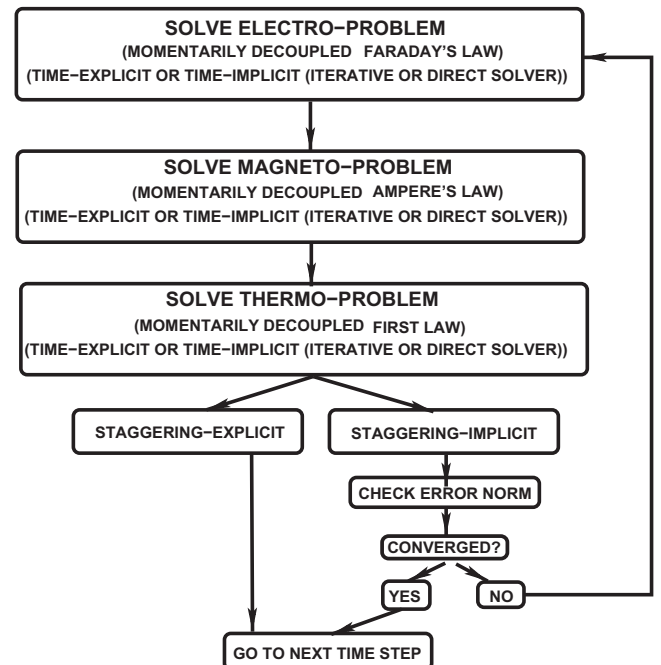 SOLVE ELECTRO−PROBLEM
(MOMENTARILY DECOUPLED FARADAY'S LAW)
(TIME−EXPLICIT OR TIME−IMPLICIT (ITERATIVE OR DIRECT SOLVER))
SOLVE MAGNETO−PROBLEM
(MOMENTARILY DECOUPLED AMPERE'S LAW)
(TIME−EXPLICIT OR TIME−IMPLICIT (ITERATIVE OR DIRECT SOLVER))
SOLVE THERMO−PROBLEM
(MOMENTARILY DECOUPLED FIRST LAW)
(TIME−EXPLICIT OR TIME−IMPLICIT (ITERATIVE OR DIRECT SOLVER))
STAGGERING−EXPLICIT
STAGGERING−IMPLICIT
CHECK ERROR NORM
CONVERGED?
YES
NO
GO TO NEXT TIME STEP